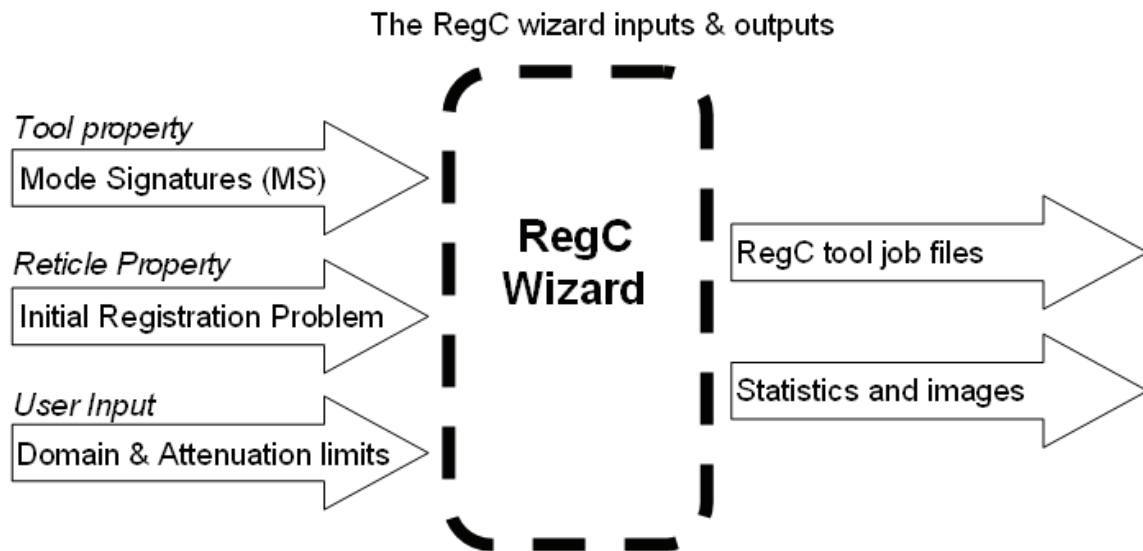 The RegC wizard inputs & outputs
Tool property
Mode Signatures (MS)
Reticle Property
Initial Registration Problem
User Input
Domain & Attenuation limits
RegC
Wizard
RegC tool job files
Statistics and images